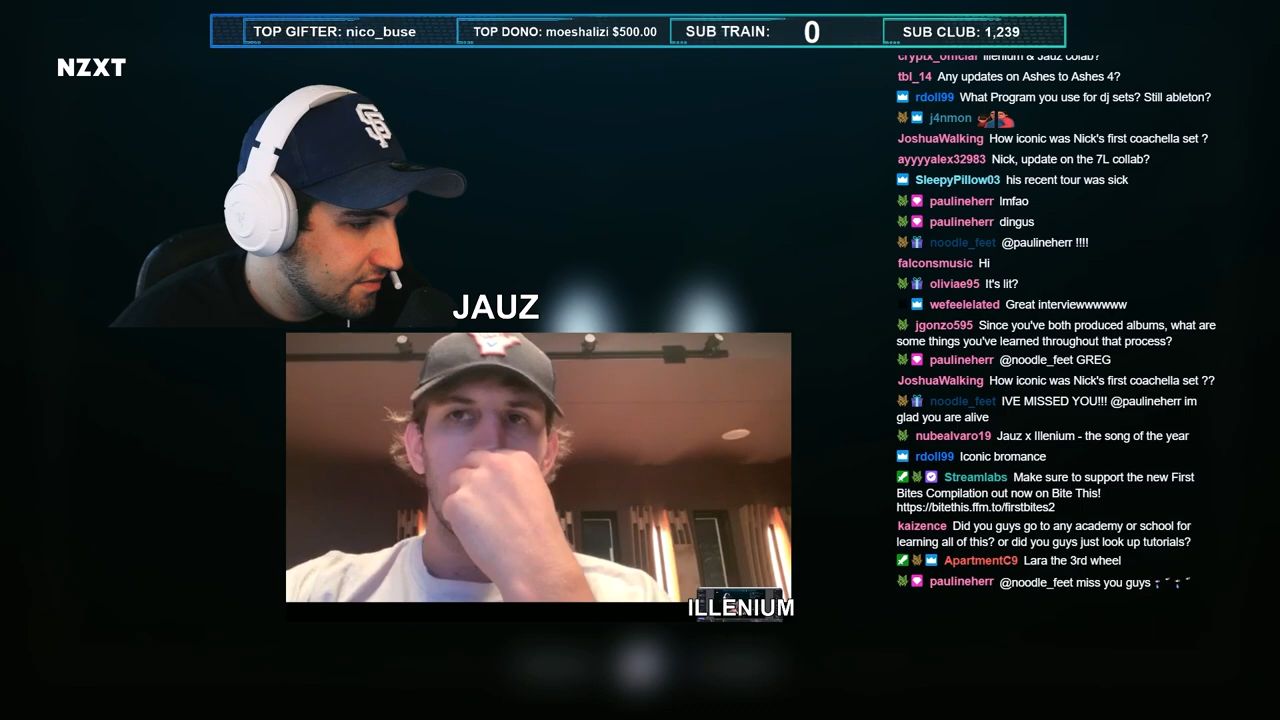 TOP GIFTER: nico_buse
TOP DONO: moeshalizi $500.00
SUB TRAIN: 0
SUB CLUB: 1,239
NZXT
SF
JAUZ
ILLENIUM
cryptx_official Illenium & Jauz colab?
tbl_14 Any updates on Ashes to Ashes 4?
rdoll99 What Program you use for dj sets? Still ableton?
j4nmon
JoshuaWalking How iconic was Nick's first coachella set ?
ayyyyalex32983 Nick, update on the 7L collab?
SleepyPillow03 his recent tour was sick
paulineherr lmfao
paulineherr dingus
noodle_feet @paulineherr !!!!
falconsmusic Hi
oliviae95 It's lit?
wefeelelated Great interviewwwwww
jgonzo595 Since you've both produced albums, what are
some things you've learned throughout that process?
paulineherr @noodle_feet GREG
JoshuaWalking How iconic was Nick's first coachella set ??
noodle_feet IVE MISSED YOU!!! @paulineherr im
glad you are alive
nubealvaro19 Jauz x Illenium - the song of the year
rdoll99 Iconic bromance
Streamlabs Make sure to support the new First
Bites Compilation out now on Bite This!
https://bitethis.ffm.to/firstbites2
kaizence Did you guys go to any academy or school for
learning all of this? or did you guys just look up tutorials?
ApartmentC9 Lara the 3rd wheel
paulineherr @noodle_feet miss you guys